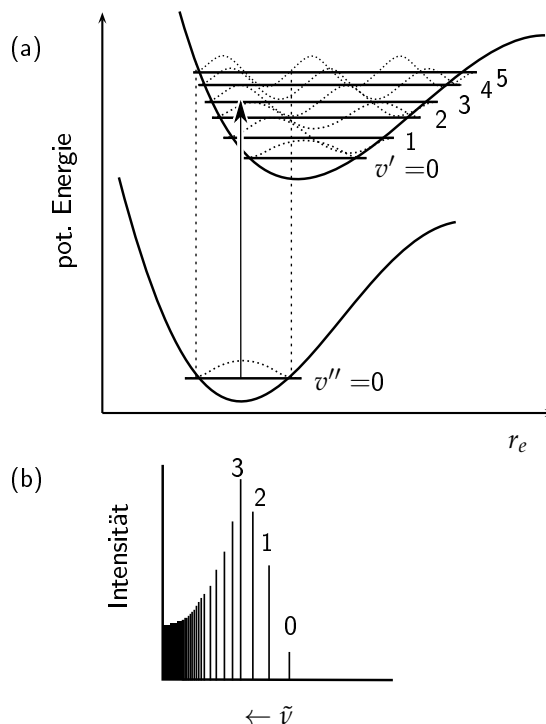 (a)
pot. Energie
5
4
3
2
1
v′ =0
v″ =0
r_e
(b)
Intensität
3
2
1
0
← ν̃